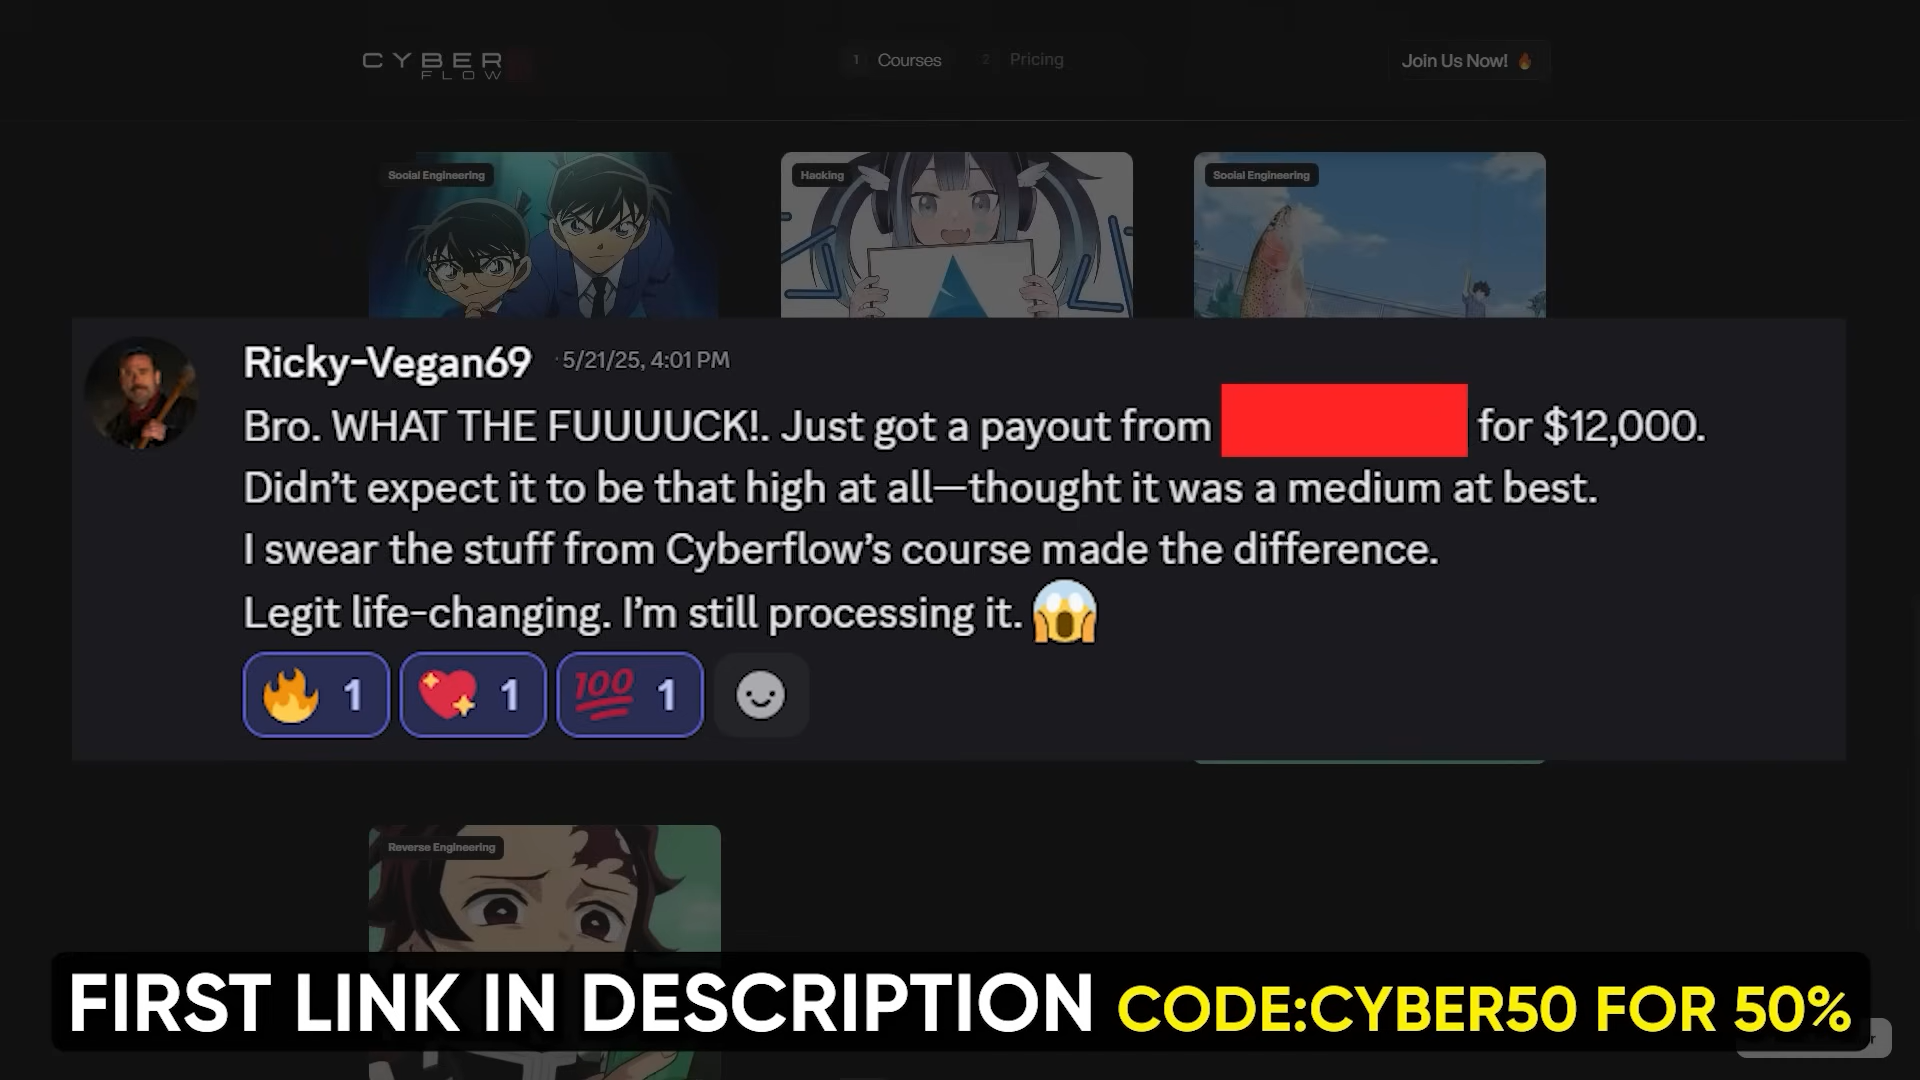 CYBER
FLOW
1 Courses 2 Pricing
Join Us Now! 🔥
Social Engineering
Hacking
Social Engineering
Ricky-Vegan69 · 5/21/25, 4:01 PM
Bro. WHAT THE FUUUUCK!. Just got a payout from for $12,000.
Didn’t expect it to be that high at all—thought it was a medium at best.
I swear the stuff from Cyberflow’s course made the difference.
Legit life-changing. I’m still processing it. 😱
🔥 1 💖 1 💯 1
Reverse Engineering
FIRST LINK IN DESCRIPTION CODE:CYBER50 FOR 50%